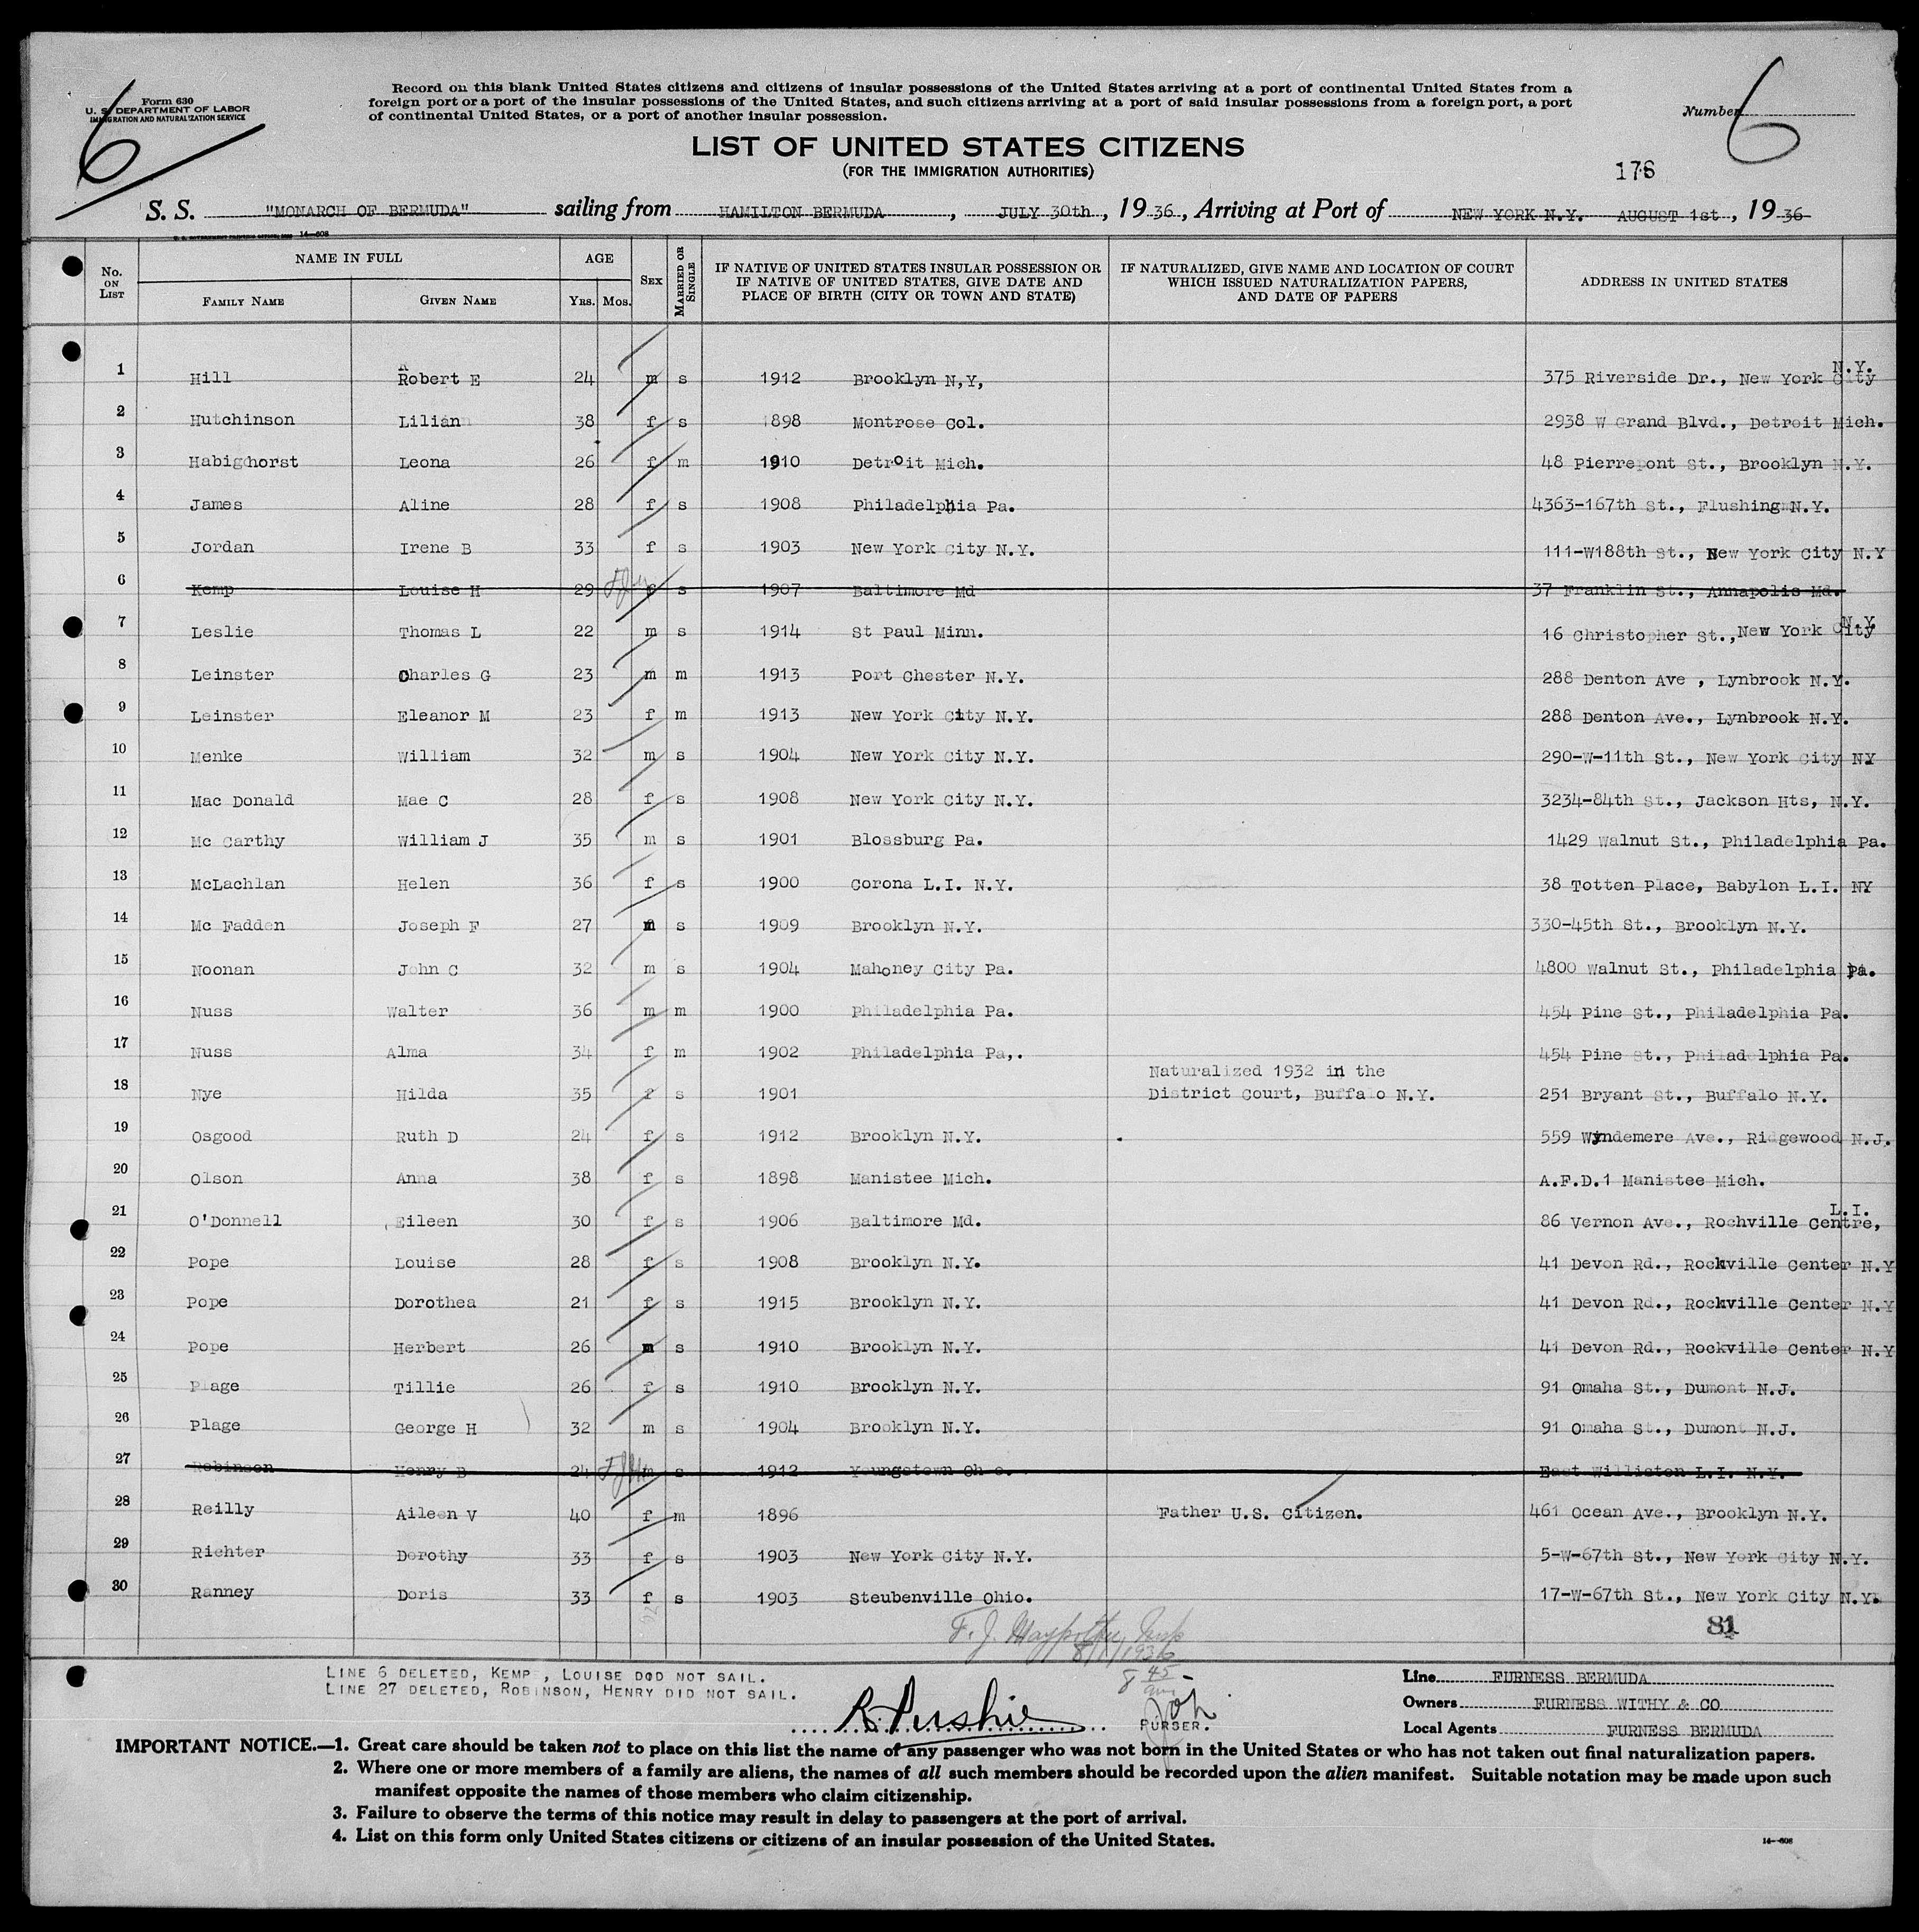 6
Form 630
U. S. DEPARTMENT OF LABOR
IMMIGRATION AND NATURALIZATION SERVICE
Record on this blank United States citizens and citizens of insular possessions of the United States arriving at a port of continental United States from a
foreign port or a port of the insular possessions of the United States, and such citizens arriving at a port of said insular possessions from a foreign port, a port
of continental United States, or a port of another insular possession.
Number 6
LIST OF UNITED STATES CITIZENS
(FOR THE IMMIGRATION AUTHORITIES)
176
S. S. "MONARCH OF BERMUDA" sailing from HAMILTON BERMUDA, JULY 30th, 1936, Arriving at Port of NEW YORK N.Y. AUGUST 1st, 1936
14-608
No. ON LIST NAME IN FULL FAMILY NAME GIVEN NAME AGE YRS. MOS. SEX MARRIED OR SINGLE IF NATIVE OF UNITED STATES INSULAR POSSESSION OR IF NATIVE OF UNITED STATES, GIVE DATE AND PLACE OF BIRTH (CITY OR TOWN AND STATE) IF NATURALIZED, GIVE NAME AND LOCATION OF COURT WHICH ISSUED NATURALIZATION PAPERS, AND DATE OF PAPERS ADDRESS IN UNITED STATES
1 Hill Robert E 24 m s 1912 Brooklyn N,Y, 375 Riverside Dr., New York City N.Y.
2 Hutchinson Lilian 38 f s 1898 Montrose Col. 2938 W Grand Blvd., Detroit Mich.
3 Habighorst Leona 26 f m 1910 Detroit Mich. 48 Pierrepont St., Brooklyn N.Y.
4 James Aline 28 f s 1908 Philadelphia Pa. 4363-167th St., Flushing N.Y.
5 Jordan Irene B 33 f s 1903 New York City N.Y. 111-W188th St., New York City N.Y
6 Kemp Louise H 29 f s 1907 Baltimore Md 37 Franklin St., Annapolis Md.
7 Leslie Thomas L 22 m s 1914 St Paul Minn. 16 Christopher St., New York City N.Y.
8 Leinster Charles G 23 m m 1913 Port Chester N.Y. 288 Denton Ave , Lynbrook N.Y.
9 Leinster Eleanor M 23 f m 1913 New York City N.Y. 288 Denton Ave., Lynbrook N.Y.
10 Menke William 32 m s 1904 New York City N.Y. 290-W-11th St., New York City NY
11 Mac Donald Mae C 28 f s 1908 New York City N.Y. 3234-84th St., Jackson Hts, N.Y.
12 Mc Carthy William J 35 m s 1901 Blossburg Pa. 1429 Walnut St., Philadelphia Pa.
13 McLachlan Helen 36 f s 1900 Corona L.I. N.Y. 38 Totten Place, Babylon L.I. NY
14 Mc Fadden Joseph F 27 m s 1909 Brooklyn N.Y. 330-45th St., Brooklyn N.Y.
15 Noonan John C 32 m s 1904 Mahoney City Pa. 4800 Walnut St., Philadelphia Pa.
16 Nuss Walter 36 m m 1900 Philadelphia Pa. 454 Pine St., Philadelphia Pa.
17 Nuss Alma 34 f m 1902 Philadelphia Pa,. 454 Pine St., Philadelphia Pa.
18 Nye Hilda 35 f s 1901 Naturalized 1932 in the District Court, Buffalo N.Y. 251 Bryant St., Buffalo N.Y.
19 Osgood Ruth D 24 f s 1912 Brooklyn N.Y. 559 Wyndemere Ave., Ridgewood N.J.
20 Olson Anna 38 f s 1898 Manistee Mich. A.F.D.1 Manistee Mich.
21 O'Donnell Eileen 30 f s 1906 Baltimore Md. 86 Vernon Ave., Rochville Centre, L.I.
22 Pope Louise 28 f s 1908 Brooklyn N.Y. 41 Devon Rd., Rockville Center N.Y
23 Pope Dorothea 21 f s 1915 Brooklyn N.Y. 41 Devon Rd., Rockville Center N.Y
24 Pope Herbert 26 m s 1910 Brooklyn N.Y. 41 Devon Rd., Rockville Center N.Y
25 Plage Tillie 26 f s 1910 Brooklyn N.Y. 91 Omaha St., Dumont N.J.
26 Plage George H 32 m s 1904 Brooklyn N.Y. 91 Omaha St., Dumont N.J.
27 Robinson Henry B 24 m s 1912 Youngstown Ohio. East Williston L.I. N.Y.
28 Reilly Aileen V 40 f m 1896 Father U.S. Citizen. 461 Ocean Ave., Brooklyn N.Y.
29 Richter Dorothy 33 f s 1903 New York City N.Y. 5-W-67th St., New York City N.Y.
30 Ranney Doris 33 f s 1903 Steubenville Ohio. 17-W-67th St., New York City N.Y.
81
F. J.
8/1/1936
8 45
LINE 6 DELETED, KEMP , LOUISE DOD NOT SAIL.
LINE 27 DELETED, ROBINSON, HENRY DID NOT SAIL.
PURSER.
Line FURNESS BERMUDA
Owners FURNESS WITHY & CO
Local Agents FURNESS BERMUDA
IMPORTANT NOTICE.—1. Great care should be taken not to place on this list the name of any passenger who was not born in the United States or who has not taken out final naturalization papers.
2. Where one or more members of a family are aliens, the names of all such members should be recorded upon the alien manifest. Suitable notation may be made upon such
manifest opposite the names of those members who claim citizenship.
3. Failure to observe the terms of this notice may result in delay to passengers at the port of arrival.
4. List on this form only United States citizens or citizens of an insular possession of the United States.
14-608